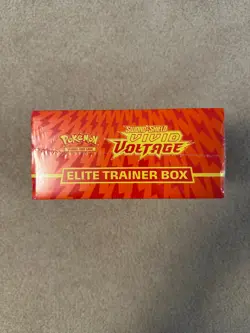 Pokémon
SWORD & SHIELD
VIVID
VOLTAGE
ELITE TRAINER BOX